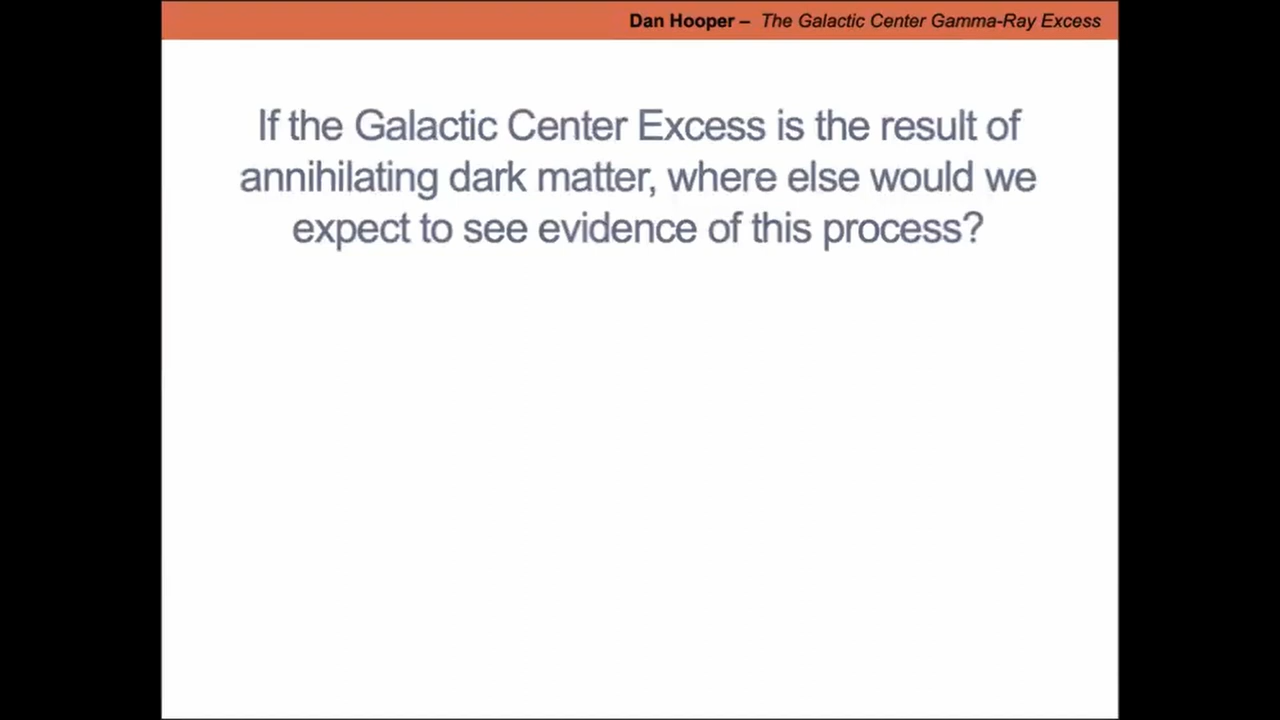 Dan Hooper – The Galactic Center Gamma-Ray Excess
If the Galactic Center Excess is the result of
annihilating dark matter, where else would we
expect to see evidence of this process?